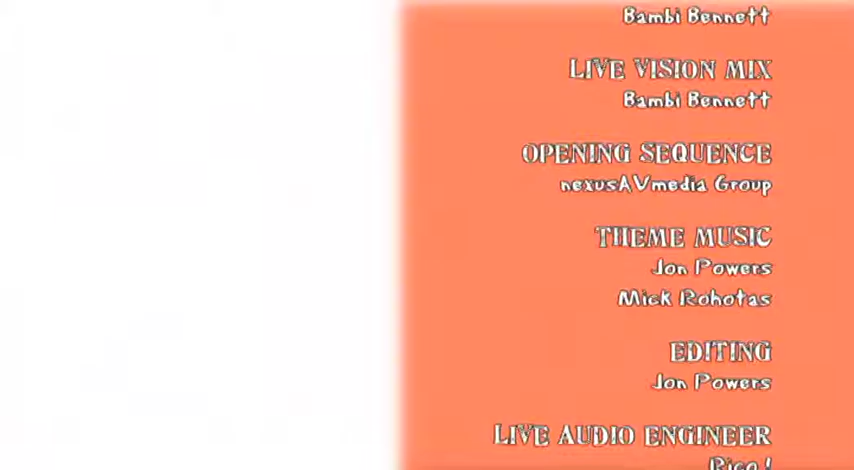 Bambi Bennett
LIVE VISION MIX
Bambi Bennett
OPENING SEQUENCE
nexusAVmedia Group
THEME MUSIC
Jon Powers
Mick Rohotas
EDITING
Jon Powers
LIVE AUDIO ENGINEER